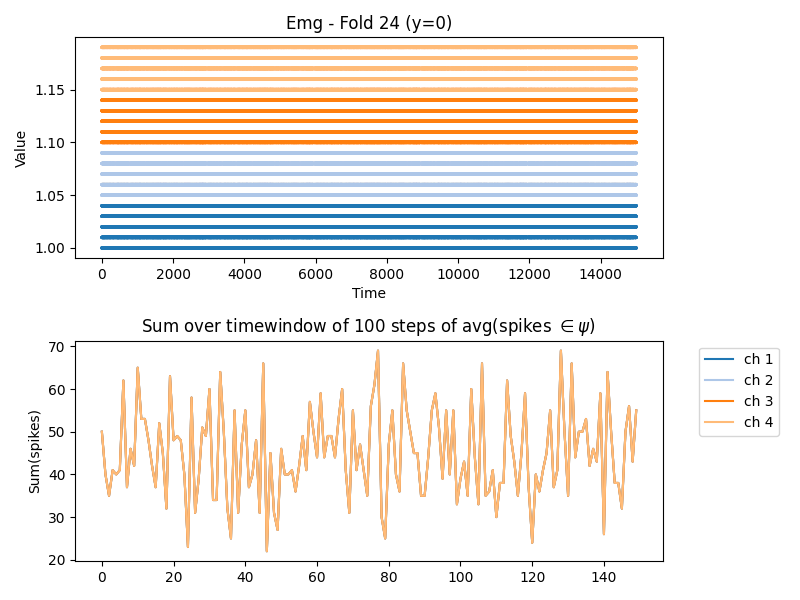 Emg - Fold 24 (y=0)
Value
1.15
1.10
1.05
1.00
0 2000 4000 6000 8000 10000 12000 14000
Time
Sum over timewindow of 100 steps of avg(spikes ∈ ψ)
Sum(spikes)
70
60
50
40
30
20
0 20 40 60 80 100 120 140
ch 1
ch 2
ch 3
ch 4